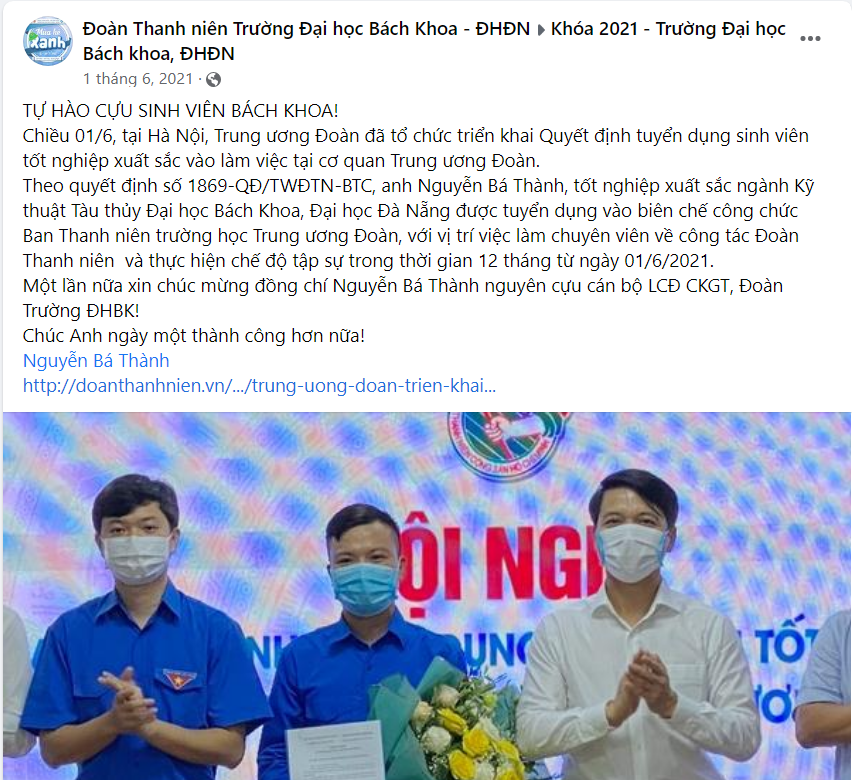 Đoàn Thanh niên Trường Đại học Bách Khoa - ĐHĐN ▸ Khóa 2021 - Trường Đại học
Bách khoa, ĐHĐN
1 tháng 6, 2021 ·
TỰ HÀO CỰU SINH VIÊN BÁCH KHOA!
Chiều 01/6, tại Hà Nội, Trung ương Đoàn đã tổ chức triển khai Quyết định tuyển dụng sinh viên
tốt nghiệp xuất sắc vào làm việc tại cơ quan Trung ương Đoàn.
Theo quyết định số 1869-QĐ/TWĐTN-BTC, anh Nguyễn Bá Thành, tốt nghiệp xuất sắc ngành Kỹ
thuật Tàu thủy Đại học Bách Khoa, Đại học Đà Nẵng được tuyển dụng vào biên chế công chức
Ban Thanh niên trường học Trung ương Đoàn, với vị trí việc làm chuyên viên về công tác Đoàn
Thanh niên  và thực hiện chế độ tập sự trong thời gian 12 tháng từ ngày 01/6/2021.
Một lần nữa xin chúc mừng đồng chí Nguyễn Bá Thành nguyên cựu cán bộ LCĐ CKGT, Đoàn
Trường ĐHBK!
Chúc Anh ngày một thành công hơn nữa!
Nguyễn Bá Thành
http://doanthanhnien.vn/.../trung-uong-doan-trien-khai...
ỘI NGH
TỐT